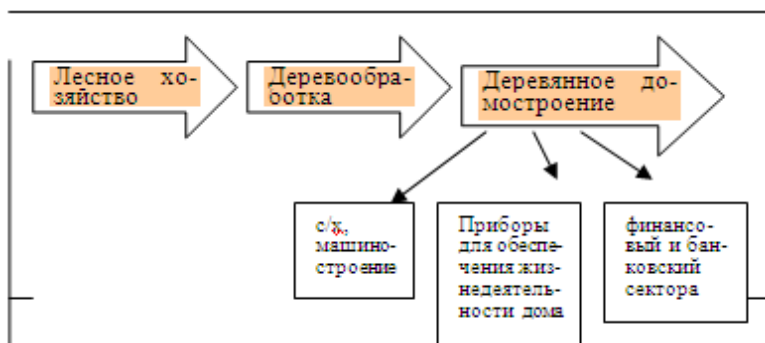 Лесное хо-
зяйство
Деревообра-
ботка
Деревянное до-
мостроение
с/х,
машино-
строение
Приборы
для обеспе-
чения жиз-
недеятель-
ности дома
финансо-
вый и бан-
ковский
сектора